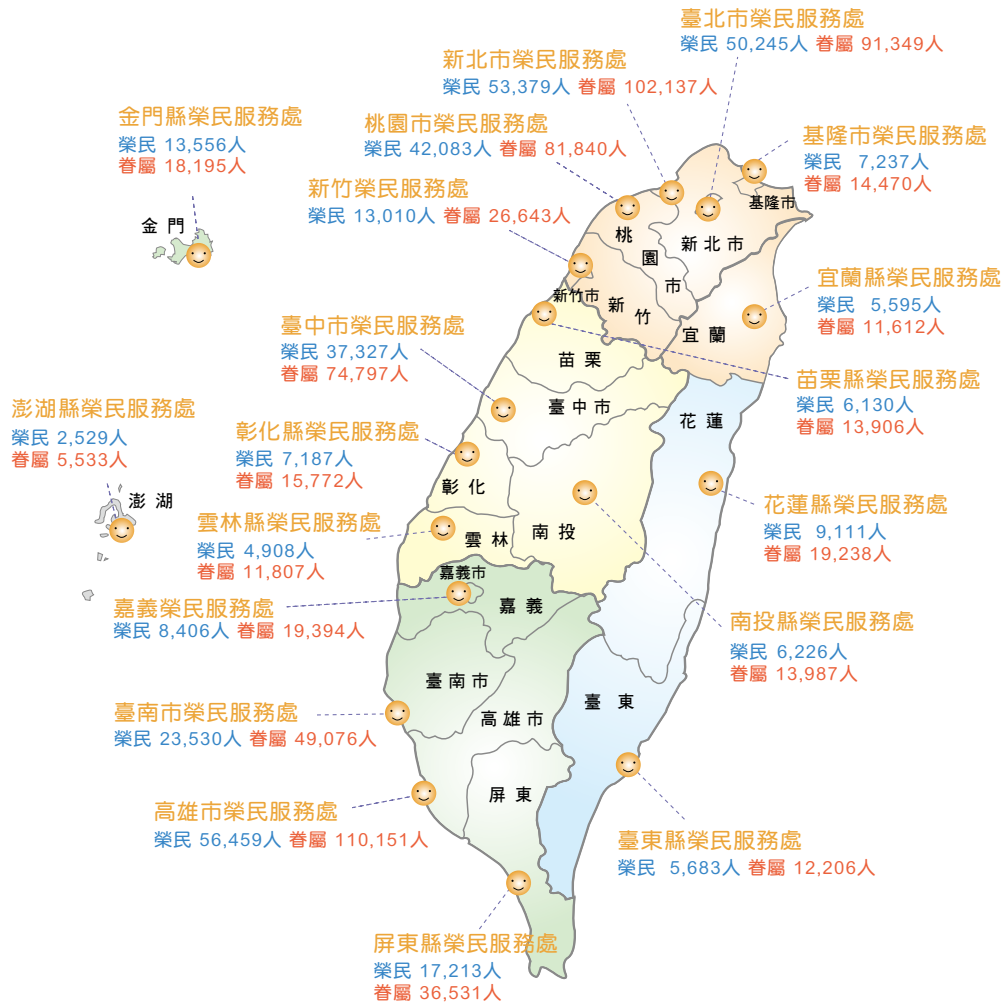 臺北市榮民服務處
榮民 50,245人 眷屬 91,349人
新北市榮民服務處
榮民 53,379人 眷屬 102,137人
金門縣榮民服務處
榮民 13,556人
眷屬 18,195人
桃園市榮民服務處
榮民 42,083人 眷屬 81,840人
基隆市榮民服務處
榮民 7,237人
眷屬 14,470人
新竹榮民服務處
榮民 13,010人 眷屬 26,643人
金門
基隆市
桃園市
新北市
宜蘭縣榮民服務處
榮民 5,595人
眷屬 11,612人
新竹市
新竹
宜蘭
臺中市榮民服務處
榮民 37,327人
眷屬 74,797人
苗栗
苗栗縣榮民服務處
榮民 6,130人
眷屬 13,906人
澎湖縣榮民服務處
榮民 2,529人
眷屬 5,533人
臺中市
花蓮
彰化縣榮民服務處
榮民 7,187人
眷屬 15,772人
彰化
澎湖
花蓮縣榮民服務處
榮民 9,111人
眷屬 19,238人
雲林縣榮民服務處
榮民 4,908人
眷屬 11,807人
雲林
南投
嘉義市
嘉義榮民服務處
榮民 8,406人 眷屬 19,394人
嘉義
南投縣榮民服務處
榮民 6,226人
眷屬 13,987人
臺南市
臺東
臺南市榮民服務處
榮民 23,530人 眷屬 49,076人
高雄市
屏東
高雄市榮民服務處
榮民 56,459人 眷屬 110,151人
臺東縣榮民服務處
榮民 5,683人 眷屬 12,206人
屏東縣榮民服務處
榮民 17,213人
眷屬 36,531人